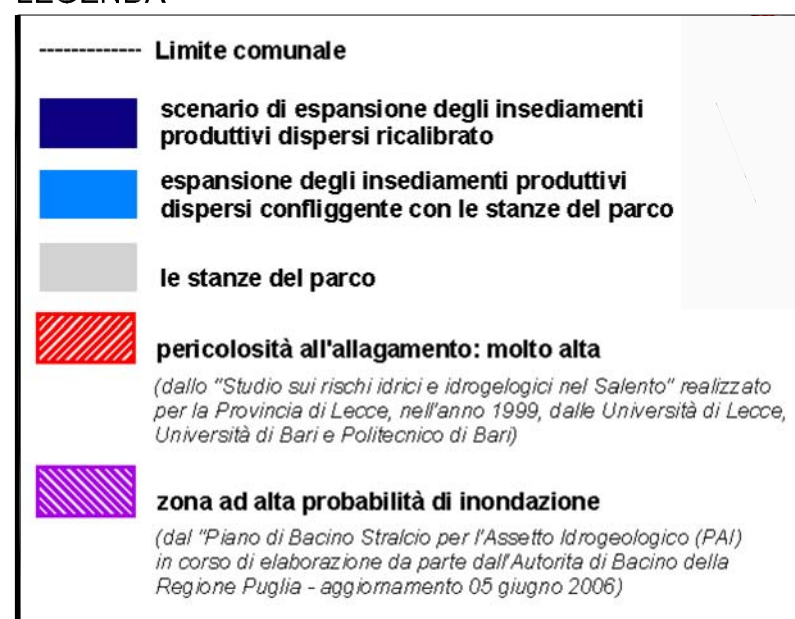 LEGENDA
Limite comunale
scenario di espansione degli insediamenti
produttivi dispersi ricalibrato
espansione degli insediamenti produttivi
dispersi confliggente con le stanze del parco
le stanze del parco
pericolosità all'allagamento: molto alta
(dallo "Studio sui rischi idrici e idrogelogici nel Salento" realizzato
per la Provincia di Lecce, nell'anno 1999, dalle Università di Lecce,
Università di Bari e Politecnico di Bari)
zona ad alta probabilità di inondazione
(dal "Piano di Bacino Stralcio per l'Assetto Idrogeologico (PAI)
in corso di elaborazione da parte dall'Autorita di Bacino della
Regione Puglia - aggiornamento 05 giugno 2006)